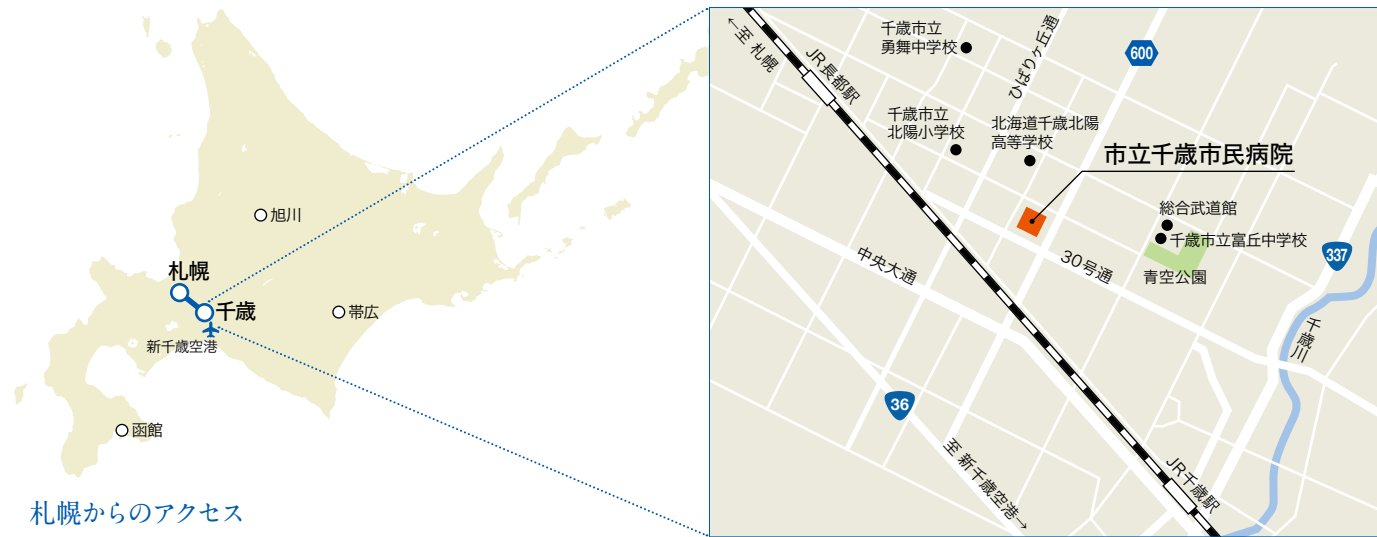 旭川
札幌
千歳
帯広
新千歳空港
函館
札幌からのアクセス
←至 札幌
JR長都駅
千歳市立
勇舞中学校
ひばりヶ丘通
600
千歳市立
北陽小学校
北海道千歳北陽
高等学校
市立千歳市民病院
総合武道館
千歳市立富丘中学校
青空公園
337
中央大通
30号通
千歳川
36
至 新千歳空港→
JR千歳駅